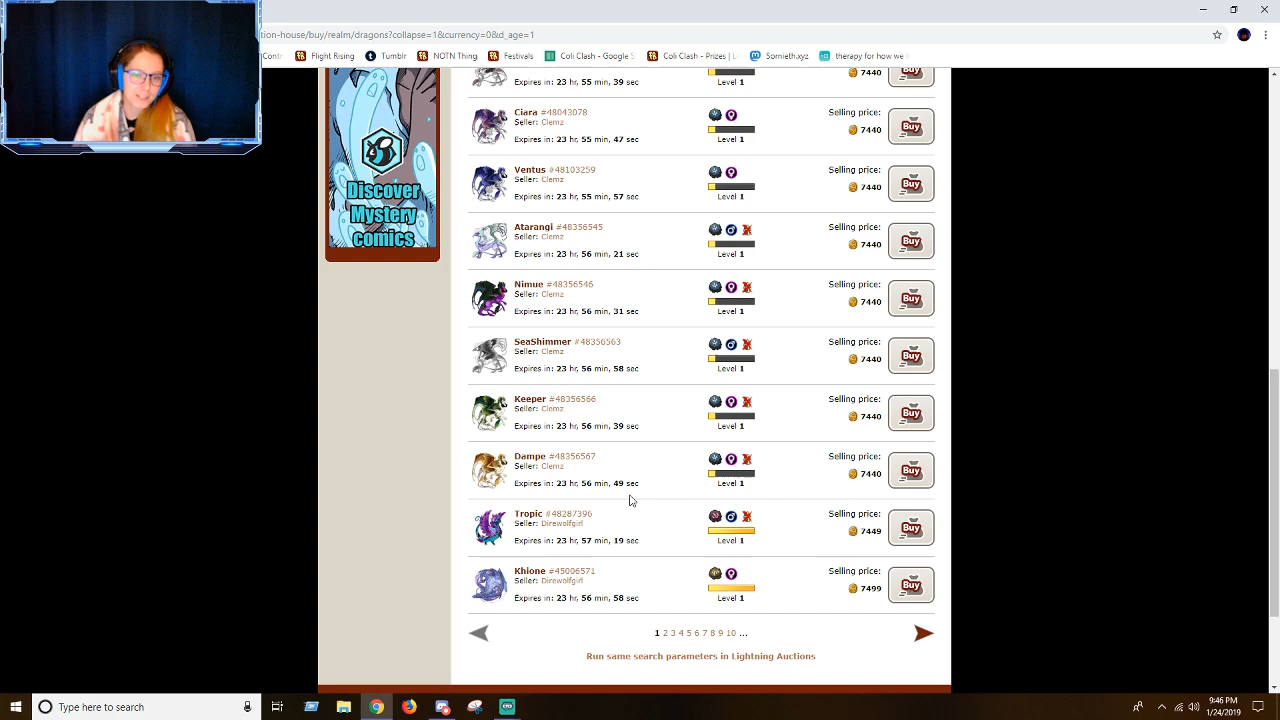 tion-house/buy/realm/dragons?collapse=1&currency=0&d_age=1
Contr
Flight Rising
Tumblr
NOTN Thing
Festivals
Coli Clash - Google S
Coli Clash - Prizes | L
Sornieth.xyz
therapy for how we l
Discover
Mystery
comics
Expires in: 23 hr, 55 min, 39 sec
Level 1
7440
Buy
Ciara #48043078
Seller: Clemz
Expires in: 23 hr, 55 min, 47 sec
Level 1
Selling price:
7440
Buy
Ventus #48103259
Seller: Clemz
Expires in: 23 hr, 55 min, 57 sec
Level 1
Selling price:
7440
Buy
Atarangi #48356545
Seller: Clemz
Expires in: 23 hr, 56 min, 21 sec
Level 1
Selling price:
7440
Buy
Nimue #48356546
Seller: Clemz
Expires in: 23 hr, 56 min, 31 sec
Level 1
Selling price:
7440
Buy
SeaShimmer #48356563
Seller: Clemz
Expires in: 23 hr, 56 min, 58 sec
Level 1
Selling price:
7440
Buy
Keeper #48356566
Seller: Clemz
Expires in: 23 hr, 56 min, 39 sec
Level 1
Selling price:
7440
Buy
Dampe #48356567
Seller: Clemz
Expires in: 23 hr, 56 min, 49 sec
Level 1
Selling price:
7440
Buy
Tropic #48287396
Seller: Direwolfgirl
Expires in: 23 hr, 57 min, 19 sec
Level 1
Selling price:
7449
Buy
Khione #45006571
Seller: Direwolfgirl
Expires in: 23 hr, 56 min, 58 sec
Level 1
Selling price:
7499
Buy
1 2 3 4 5 6 7 8 9 10 ...
Run same search parameters in Lightning Auctions
Type here to search
9:46 PM
1/24/2019